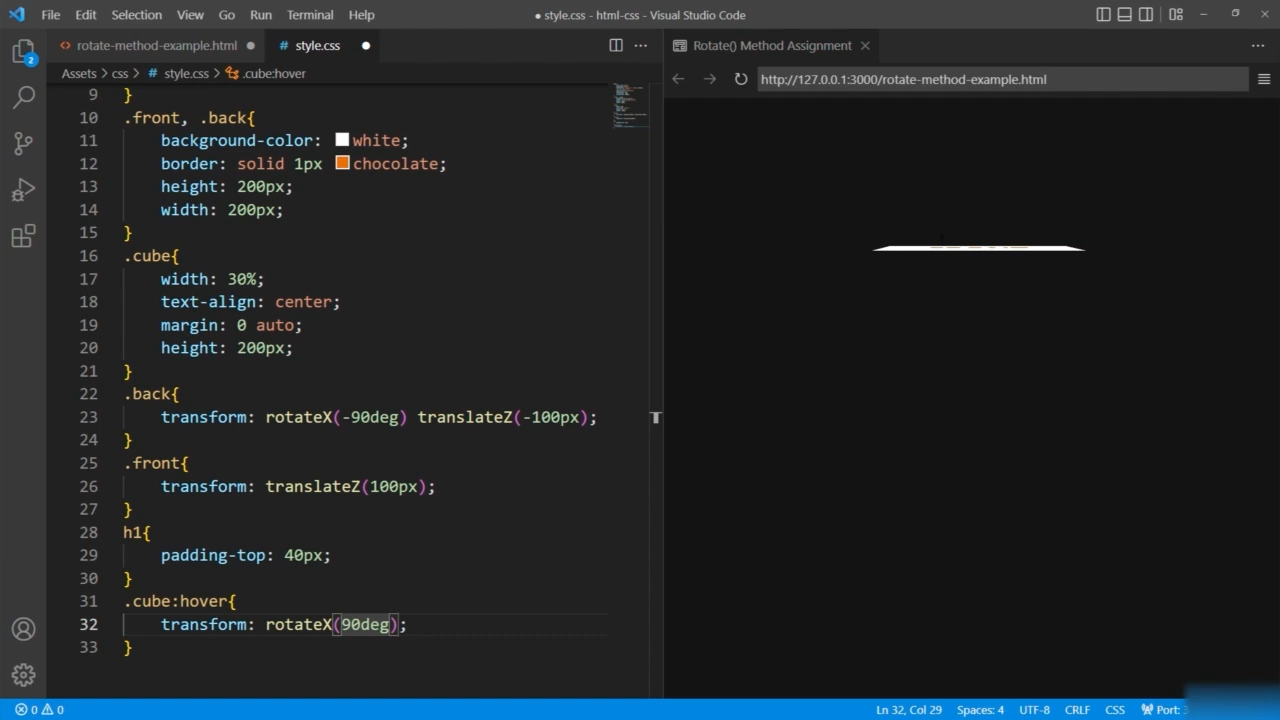 File Edit Selection View Go Run Terminal Help
● style.css - html-css - Visual Studio Code
rotate-method-example.html
# style.css
Rotate() Method Assignment
Assets > css > # style.css > .cube:hover
http://127.0.0.1:3000/rotate-method-example.html
2
9 }
10 .front, .back{
11 background-color: white;
12 border: solid 1px chocolate;
13 height: 200px;
14 width: 200px;
15 }
16 .cube{
17 width: 30%;
18 text-align: center;
19 margin: 0 auto;
20 height: 200px;
21 }
22 .back{
23 transform: rotateX(-90deg) translateZ(-100px);
24 }
25 .front{
26 transform: translateZ(100px);
27 }
28 h1{
29 padding-top: 40px;
30 }
31 .cube:hover{
32 transform: rotateX(90deg);
33 }
0 0
Ln 32, Col 29 Spaces: 4 UTF-8 CRLF CSS Port: